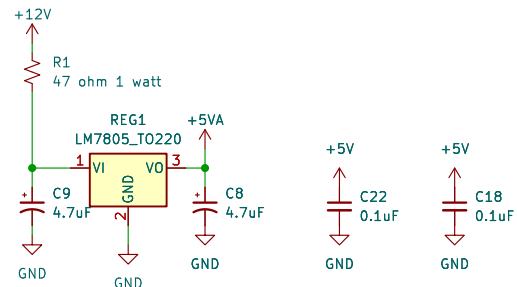 +12V
R1
47 ohm 1 watt
REG1
LM7805_TO220
+5VA
+5V
+5V
1
VI
VO
3
GND
2
C9
4.7uF
C8
4.7uF
C22
0.1uF
C18
0.1uF
GND
GND
GND
GND
GND